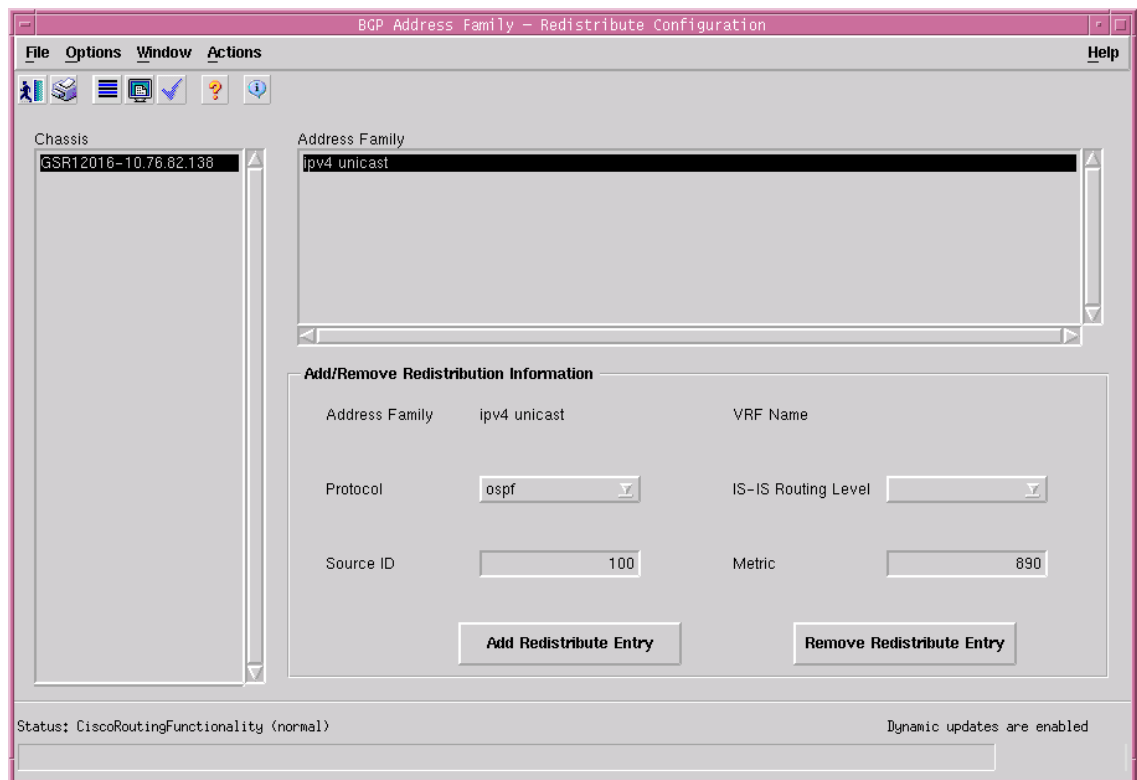 BGP Address Family – Redistribute Configuration
File Options Window Actions Help
Chassis
GSR12016-10.76.82.138
Address Family
ipv4 unicast
Add/Remove Redistribution Information
Address Family ipv4 unicast VRF Name
Protocol ospf IS-IS Routing Level
Source ID 100 Metric 890
Add Redistribute Entry Remove Redistribute Entry
Status: CiscoRoutingFunctionality (normal) Dynamic updates are enabled